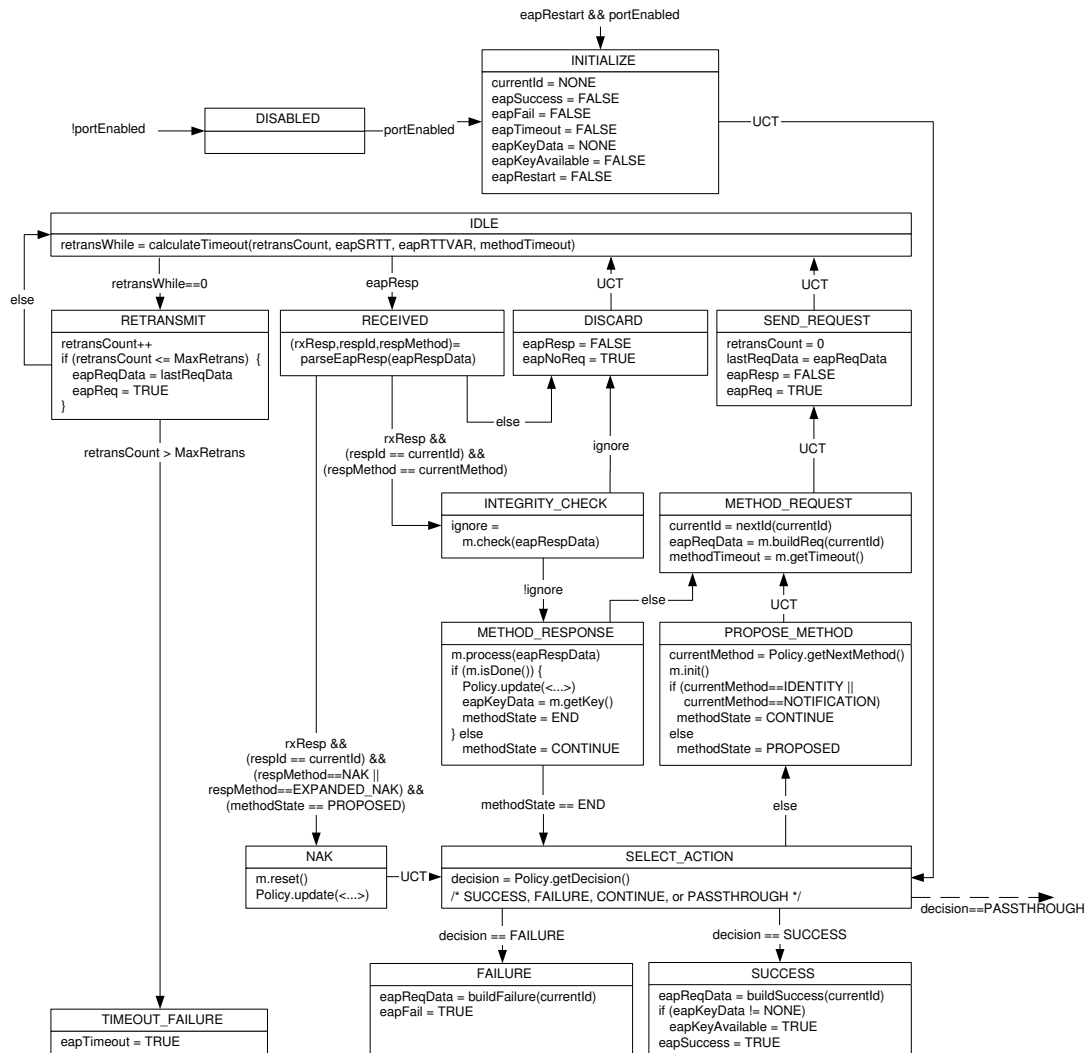 eapRestart && portEnabled
INITIALIZE
currentId = NONE
eapSuccess = FALSE
eapFail = FALSE
eapTimeout = FALSE
eapKeyData = NONE
eapKeyAvailable = FALSE
eapRestart = FALSE
!portEnabled
DISABLED
portEnabled
UCT
IDLE
retransWhile = calculateTimeout(retransCount, eapSRTT, eapRTTVAR, methodTimeout)
else
retransWhile==0
eapResp
UCT
UCT
RETRANSMIT
retransCount++
if (retransCount <= MaxRetrans) {
eapReqData = lastReqData
eapReq = TRUE
}
RECEIVED
(rxResp,respId,respMethod)=
parseEapResp(eapRespData)
DISCARD
eapResp = FALSE
eapNoReq = TRUE
SEND_REQUEST
retransCount = 0
lastReqData = eapReqData
eapResp = FALSE
eapReq = TRUE
else
retransCount > MaxRetrans
rxResp &&
(respId == currentId) &&
(respMethod == currentMethod)
ignore
UCT
INTEGRITY_CHECK
ignore =
m.check(eapRespData)
METHOD_REQUEST
currentId = nextId(currentId)
eapReqData = m.buildReq(currentId)
methodTimeout = m.getTimeout()
!ignore
else
UCT
METHOD_RESPONSE
m.process(eapRespData)
if (m.isDone()) {
Policy.update(<...>)
eapKeyData = m.getKey()
methodState = END
} else
methodState = CONTINUE
PROPOSE_METHOD
currentMethod = Policy.getNextMethod()
m.init()
if (currentMethod==IDENTITY ||
currentMethod==NOTIFICATION)
methodState = CONTINUE
else
methodState = PROPOSED
rxResp &&
(respId == currentId) &&
(respMethod==NAK ||
respMethod==EXPANDED_NAK) &&
(methodState == PROPOSED)
methodState == END
else
NAK
m.reset()
Policy.update(<...>)
UCT
SELECT_ACTION
decision = Policy.getDecision()
/* SUCCESS, FAILURE, CONTINUE, or PASSTHROUGH */
decision==PASSTHROUGH
decision == FAILURE
decision == SUCCESS
FAILURE
eapReqData = buildFailure(currentId)
eapFail = TRUE
SUCCESS
eapReqData = buildSuccess(currentId)
if (eapKeyData != NONE)
eapKeyAvailable = TRUE
eapSuccess = TRUE
TIMEOUT_FAILURE
eapTimeout = TRUE